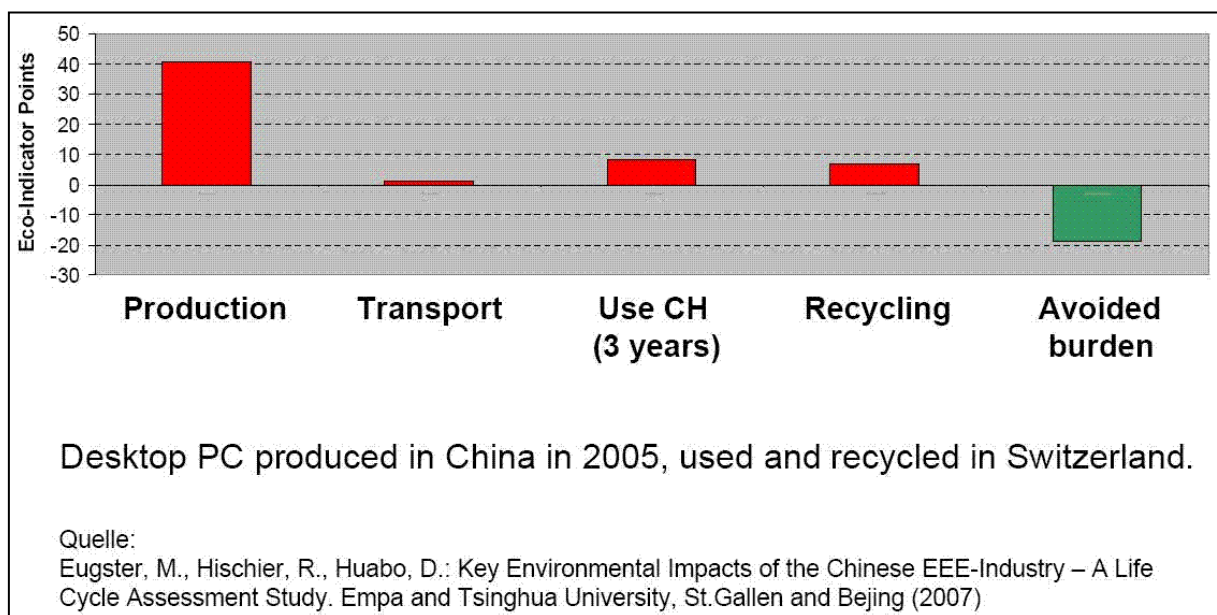 Eco-Indicator Points
50
40
30
20
10
0
-10
-20
-30
Production
Transport
Use CH
(3 years)
Recycling
Avoided
burden
Desktop PC produced in China in 2005, used and recycled in Switzerland.
Quelle:
Eugster, M., Hischier, R., Huabo, D.: Key Environmental Impacts of the Chinese EEE-Industry – A Life
Cycle Assessment Study. Empa and Tsinghua University, St.Gallen and Bejing (2007)